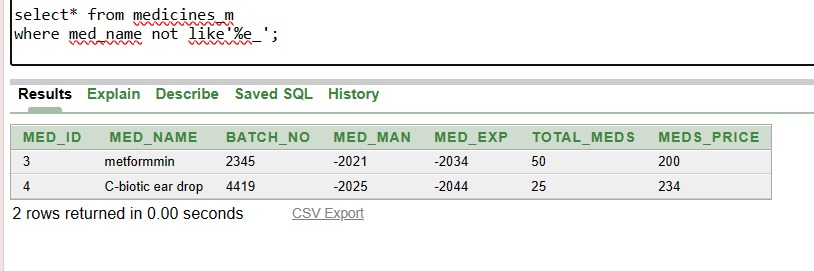 select* from medicines_m
where med_name not like'%e_';
Results Explain Describe Saved SQL History
MED_ID MED_NAME BATCH_NO MED_MAN MED_EXP TOTAL_MEDS MEDS_PRICE
3 metformmin 2345 -2021 -2034 50 200
4 C-biotic ear drop 4419 -2025 -2044 25 234
2 rows returned in 0.00 seconds CSV Export